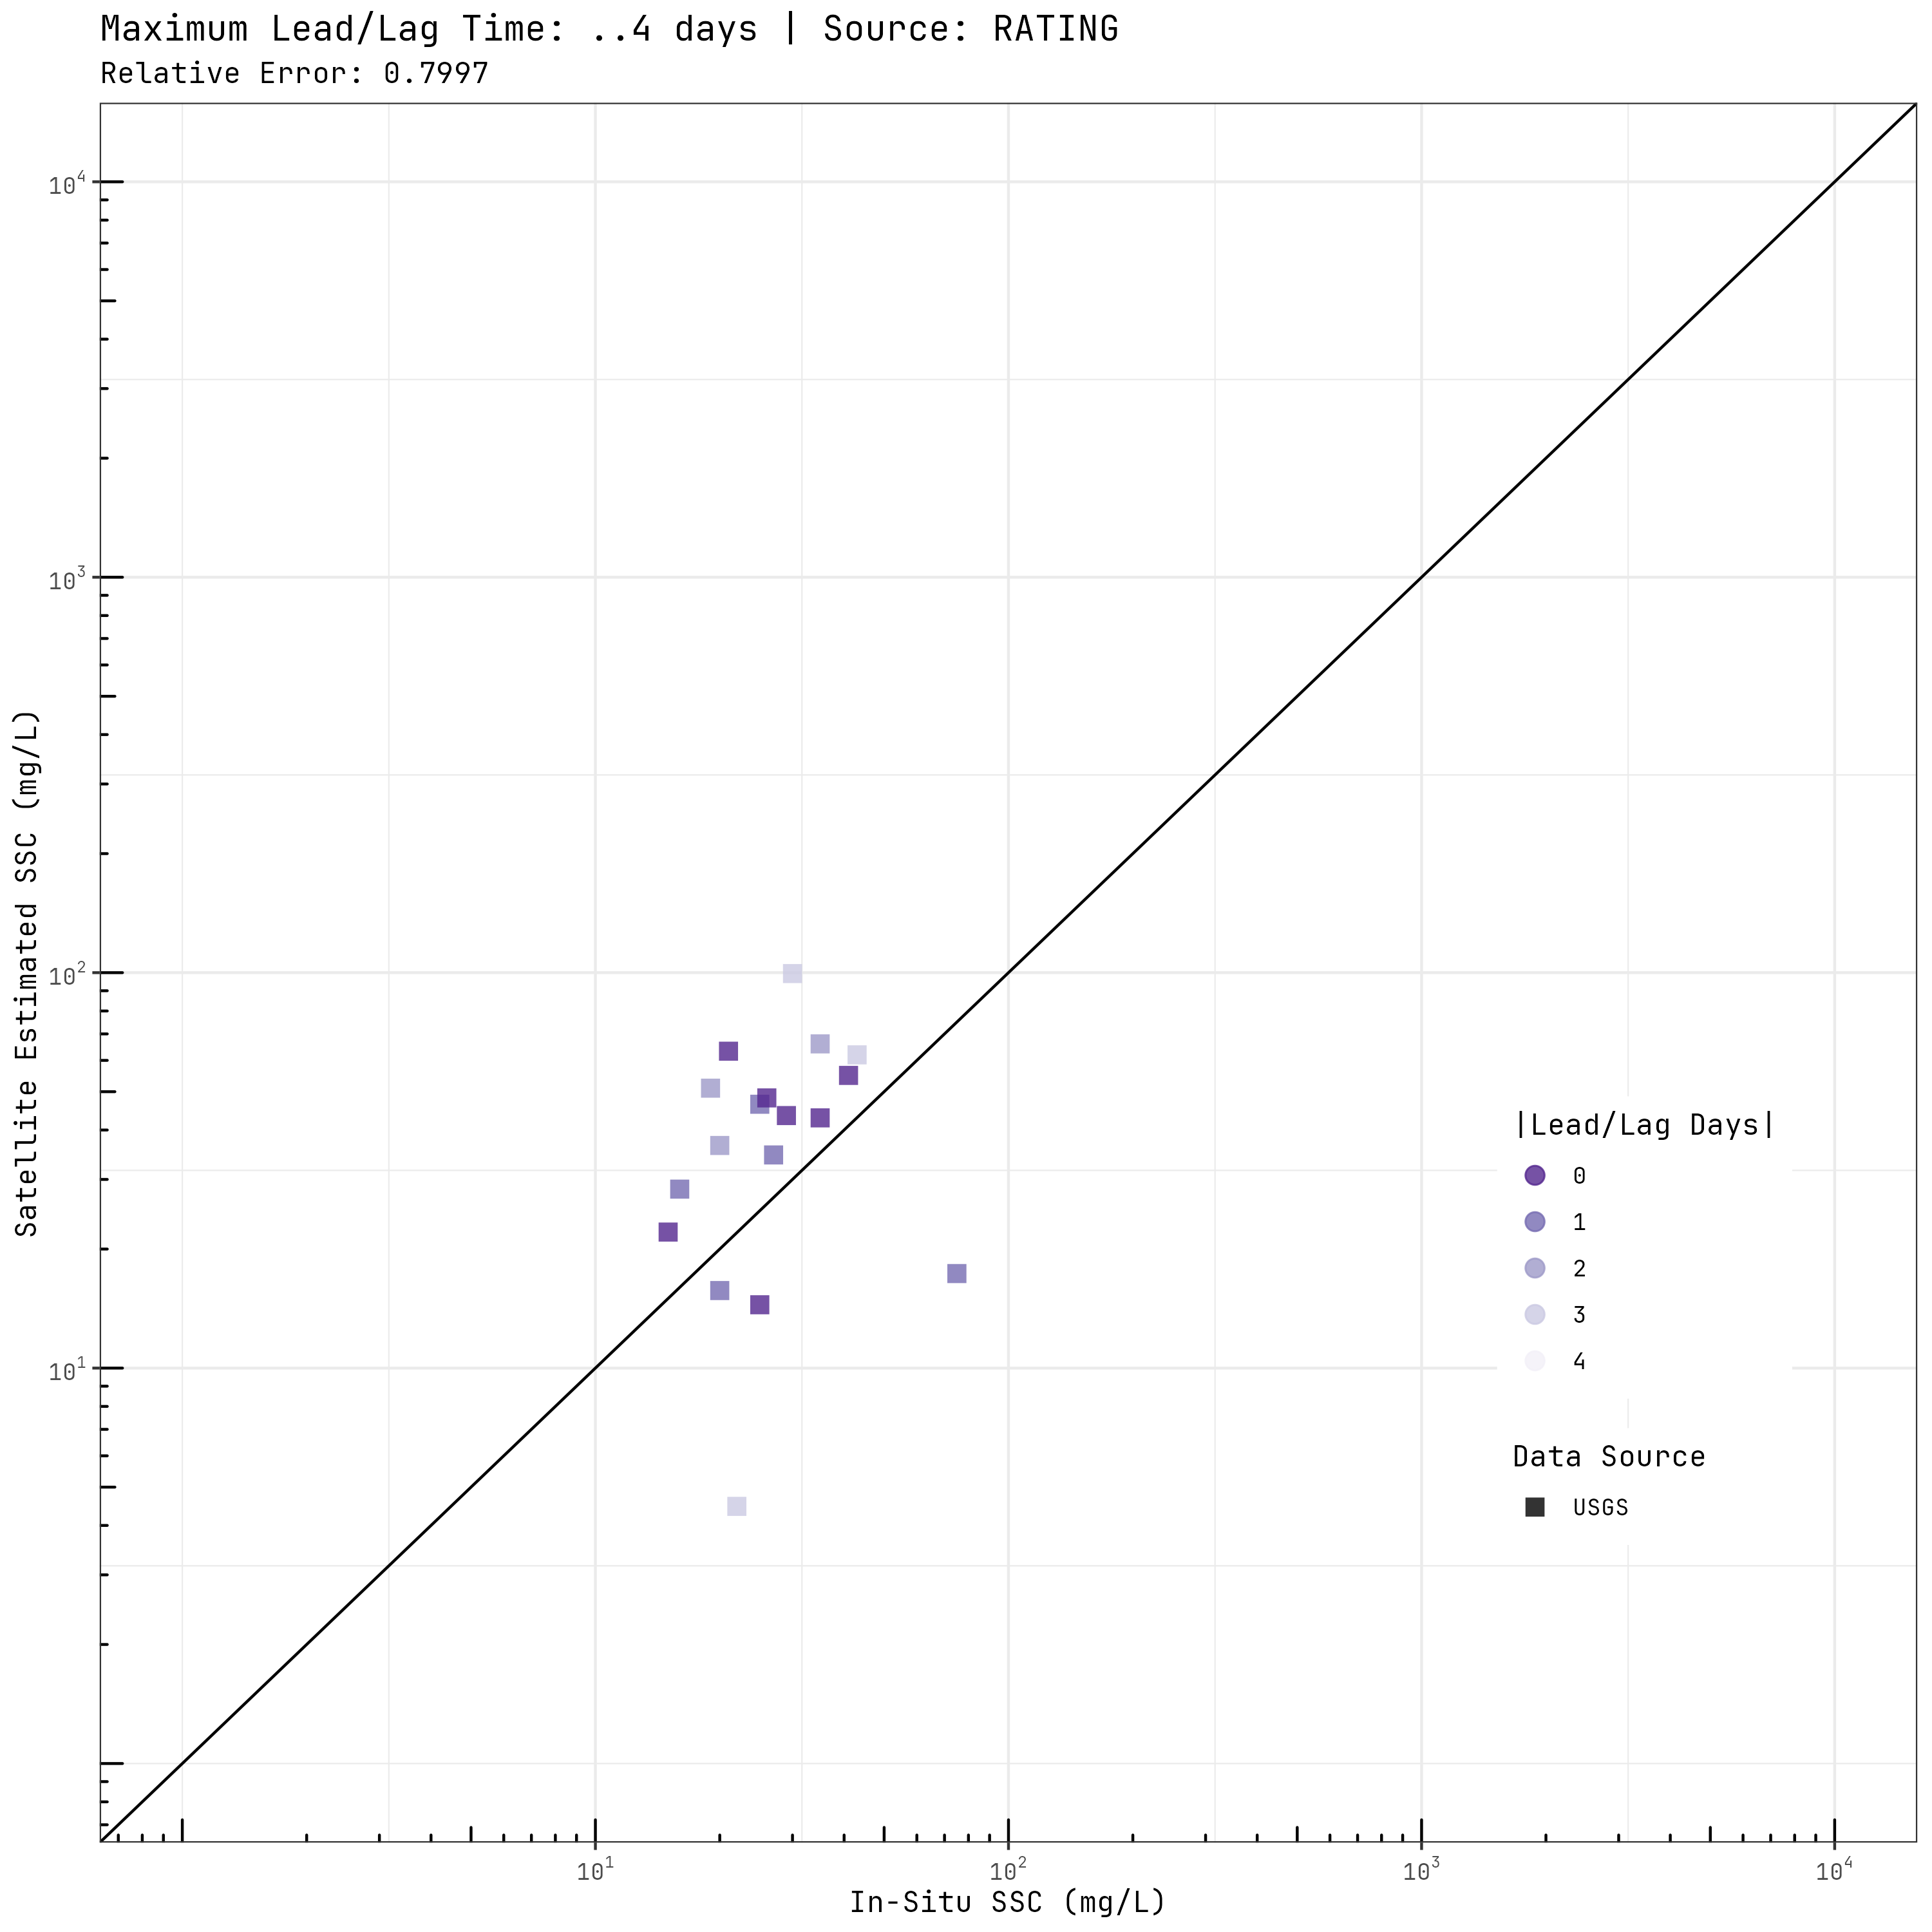 Maximum Lead/Lag Time: ..4 days | Source: RATING
Relative Error: 0.7997
10⁴
10³
10²
10¹
Satellite Estimated SSC (mg/L)
|Lead/Lag Days|
0
1
2
3
4
Data Source
USGS
10¹ 10² 10³ 10⁴
In-Situ SSC (mg/L)